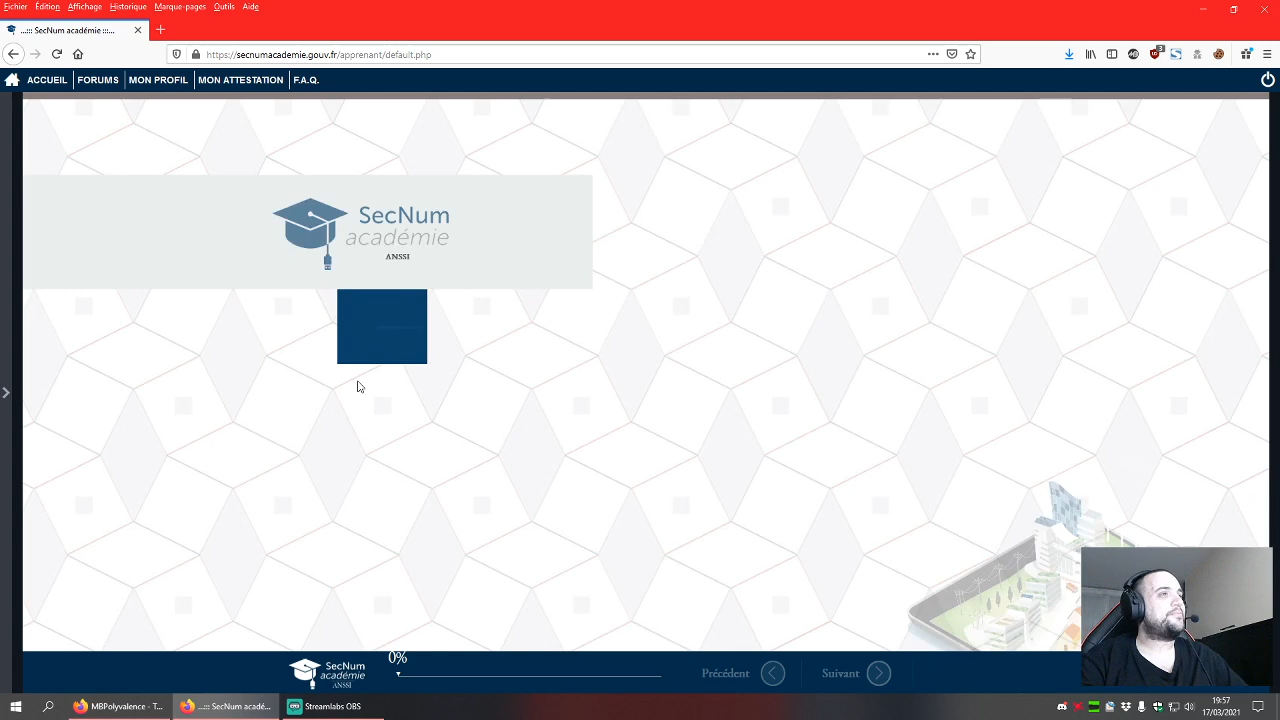 Fichier Édition Affichage Historique Marque-pages Outils Aide
..::: SecNum académie :::...
https://secnumacademie.gouv.fr/apprenant/default.php
3
ACCUEIL FORUMS MON PROFIL MON ATTESTATION F.A.Q.
SecNum
académie
ANSSI
0%
SecNum
académie
ANSSI
Précédent Suivant
MBPolyvalence - T...
..::: SecNum acadé...
Streamlabs OBS
19:57
17/03/2021